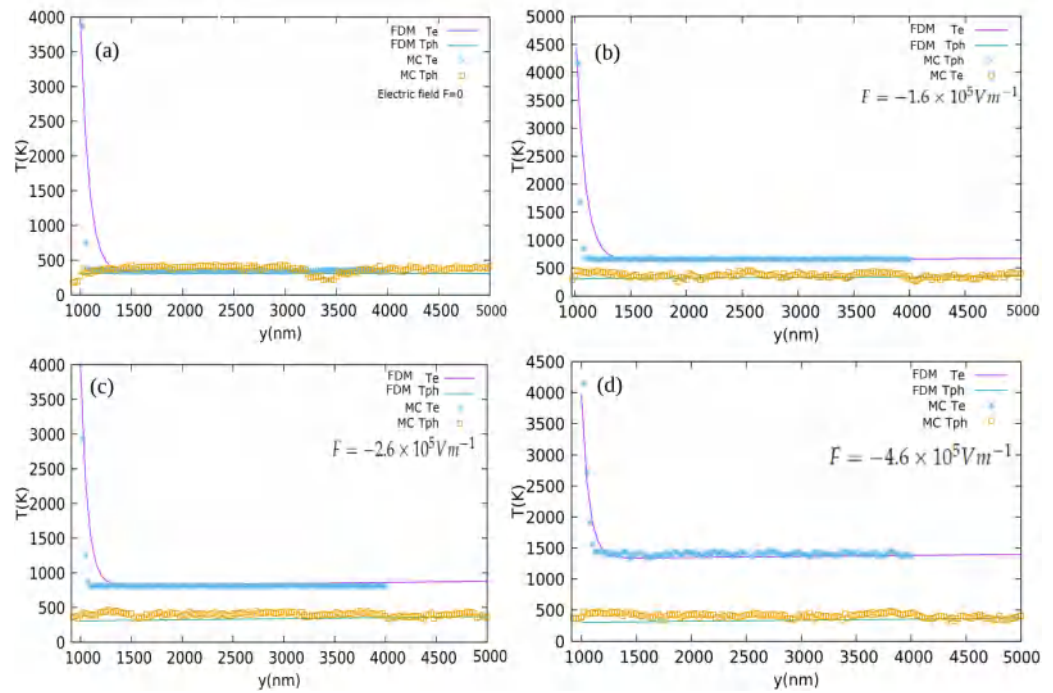 (a)
FDM Te
FDM Tph
MC Te
MC Tph
Electric field F=0
T(K)
4000
3500
3000
2500
2000
1500
1000
500
0
1000 1500 2000 2500 3000 3500 4000 4500 5000
y(nm)
(b)
FDM Te
FDM Tph
MC Tph
MC Te
F = −1.6 × 10⁵Vm⁻¹
T(K)
5000
4500
4000
3500
3000
2500
2000
1500
1000
500
0
1000 1500 2000 2500 3000 3500 4000 4500 5000
y(nm)
(c)
FDM Te
FDM Tph
MC Te
MC Tph
F = −2.6 × 10⁵Vm⁻¹
T(K)
4000
3500
3000
2500
2000
1500
1000
500
0
1000 1500 2000 2500 3000 3500 4000 4500 5000
y(nm)
(d)
FDM Te
FDM Tph
MC Te
MC Tph
F = −4.6 × 10⁵Vm⁻¹
T(K)
4500
4000
3500
3000
2500
2000
1500
1000
500
0
1000 1500 2000 2500 3000 3500 4000 4500 5000
y(nm)